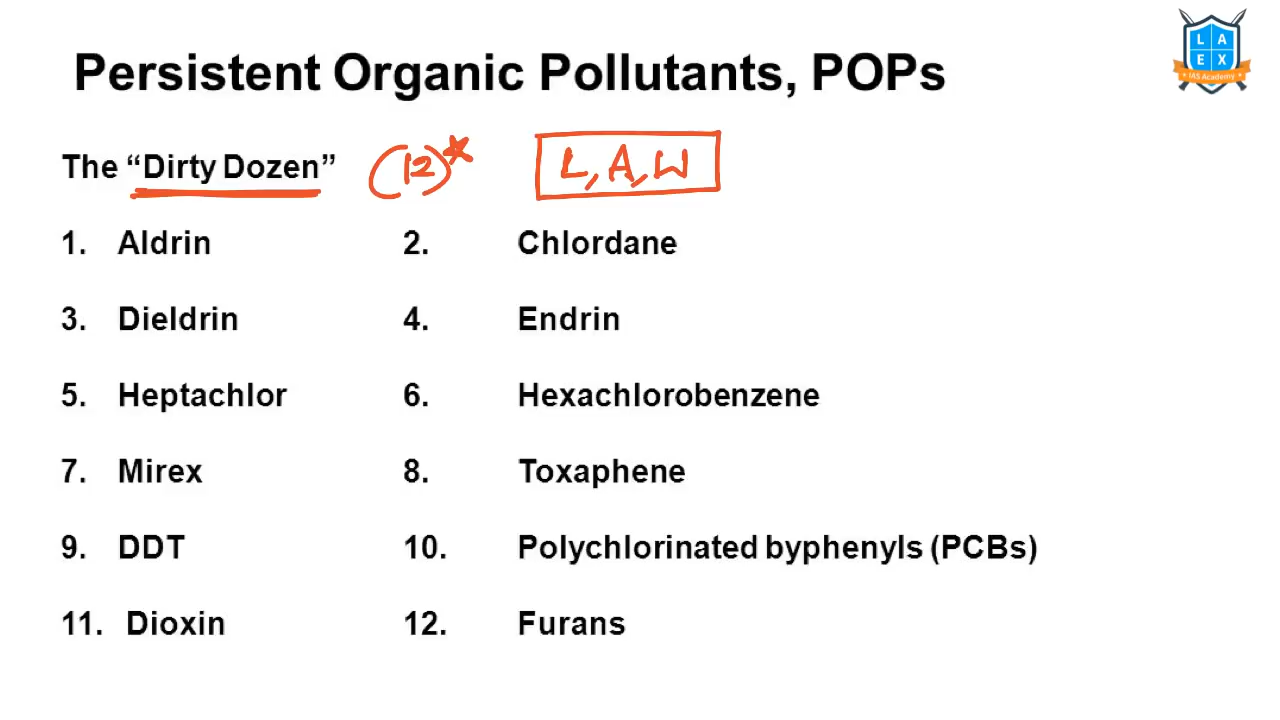 Persistent Organic Pollutants, POPs
L A
E X
IAS Academy
The “Dirty Dozen” (12)* L, A, W
1. Aldrin 2. Chlordane
3. Dieldrin 4. Endrin
5. Heptachlor 6. Hexachlorobenzene
7. Mirex 8. Toxaphene
9. DDT 10. Polychlorinated byphenyls (PCBs)
11. Dioxin 12. Furans